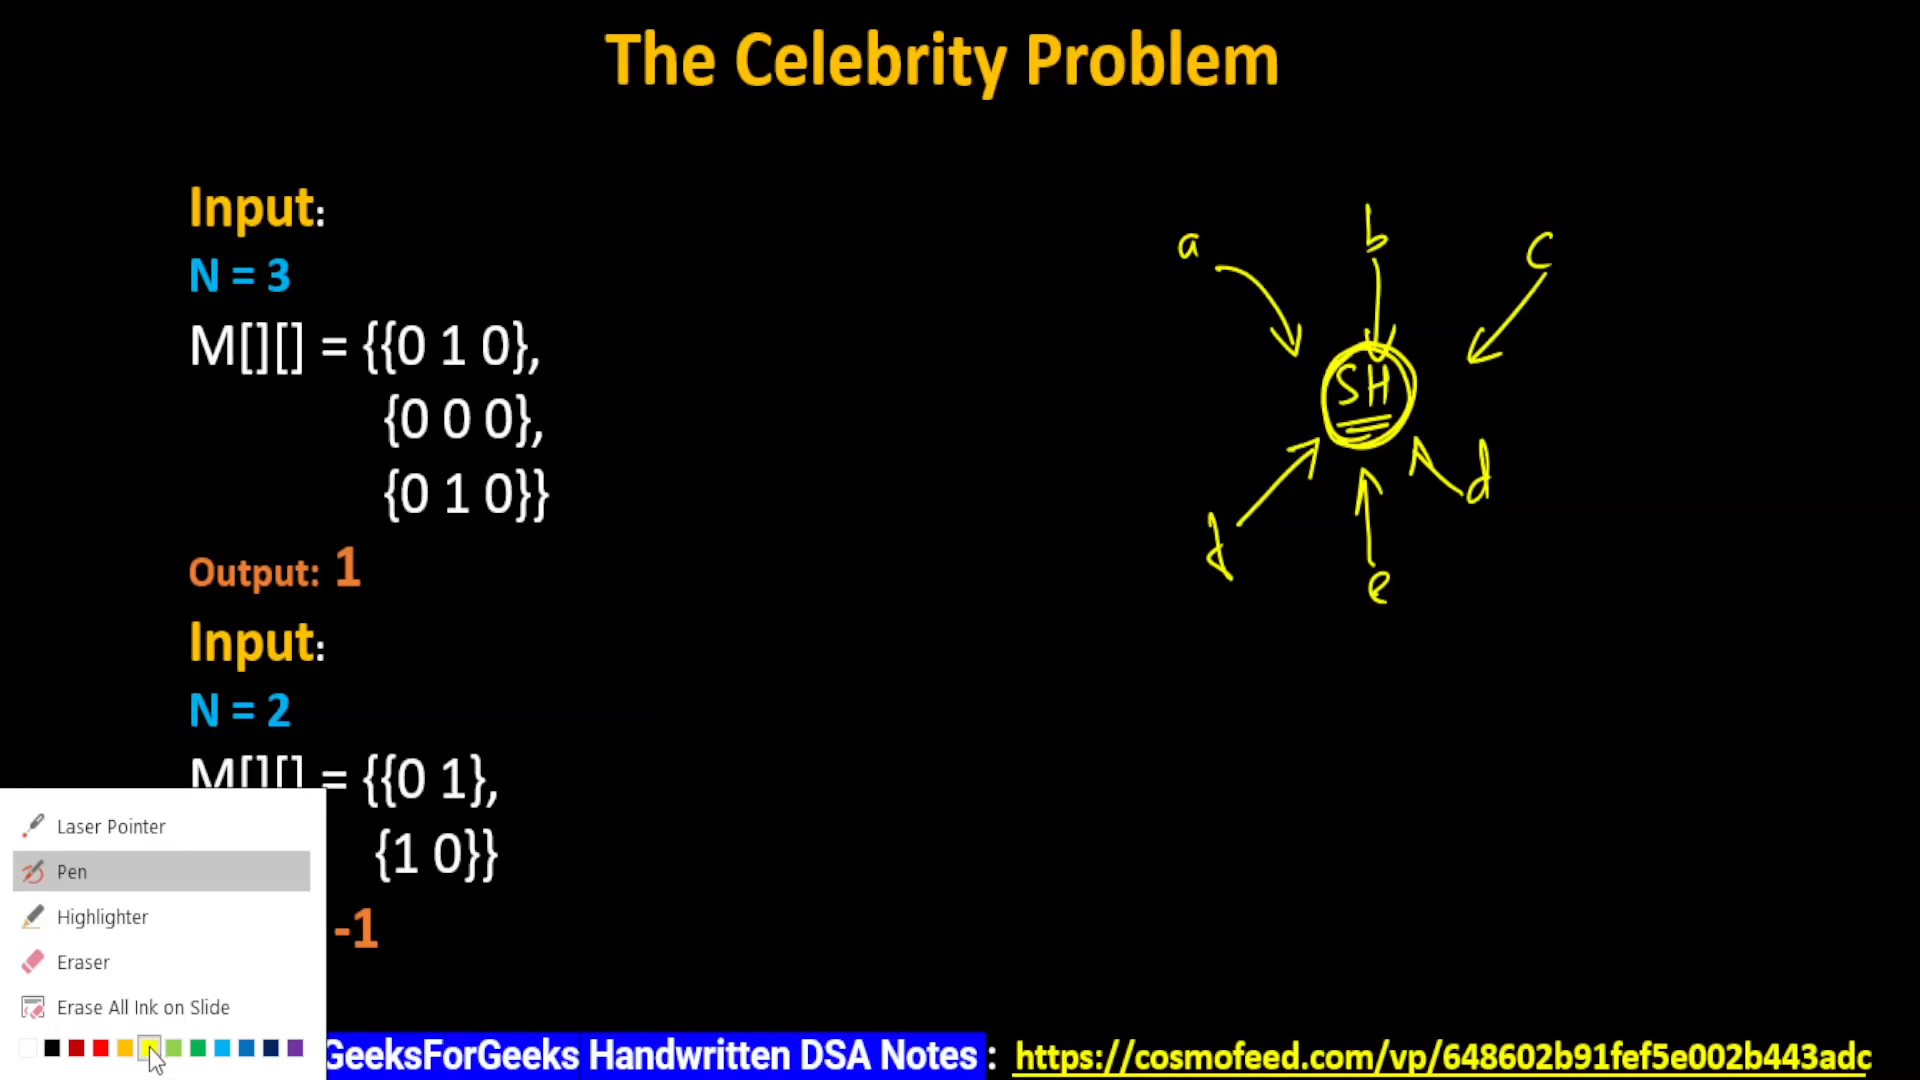 The Celebrity Problem
Input:
N = 3
M[][] = {{0 1 0},
{0 0 0},
{0 1 0}}
Output: 1
Input:
N = 2
M[][] = {{0 1},
{1 0}}
-1
a
b
c
SH
d
d
e
Laser Pointer
Pen
Highlighter
Eraser
Erase All Ink on Slide
GeeksForGeeks Handwritten DSA Notes : https://cosmofeed.com/vp/648602b91fef5e002b443adc